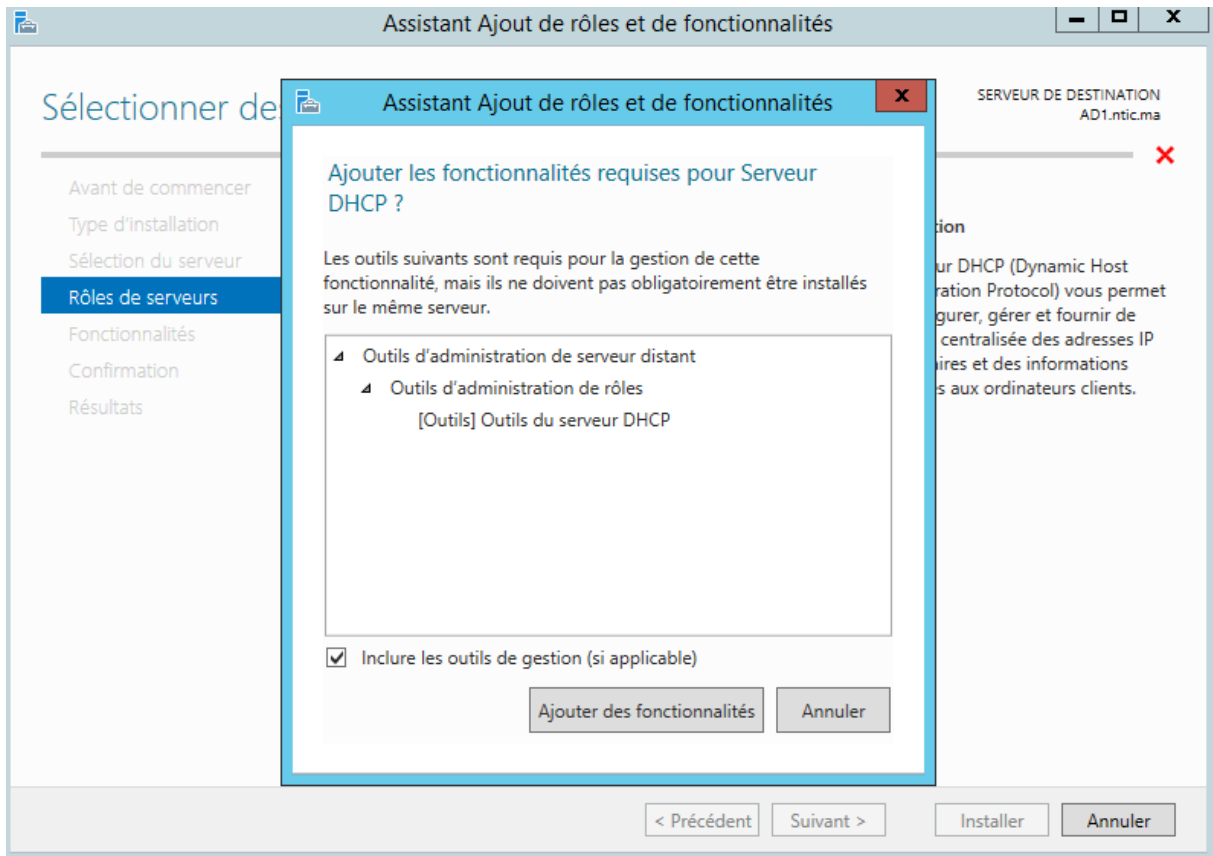 Assistant Ajout de rôles et de fonctionnalités
Sélectionner de
SERVEUR DE DESTINATION
AD1.ntic.ma
Avant de commencer
Type d'installation
Sélection du serveur
Rôles de serveurs
Fonctionnalités
Confirmation
Résultats
Assistant Ajout de rôles et de fonctionnalités
Ajouter les fonctionnalités requises pour Serveur
DHCP ?
Les outils suivants sont requis pour la gestion de cette
fonctionnalité, mais ils ne doivent pas obligatoirement être installés
sur le même serveur.
Outils d'administration de serveur distant
Outils d'administration de rôles
[Outils] Outils du serveur DHCP
Inclure les outils de gestion (si applicable)
Ajouter des fonctionnalités
Annuler
tion
ur DHCP (Dynamic Host
ration Protocol) vous permet
gurer, gérer et fournir de
centralisée des adresses IP
ires et des informations
s aux ordinateurs clients.
< Précédent
Suivant >
Installer
Annuler